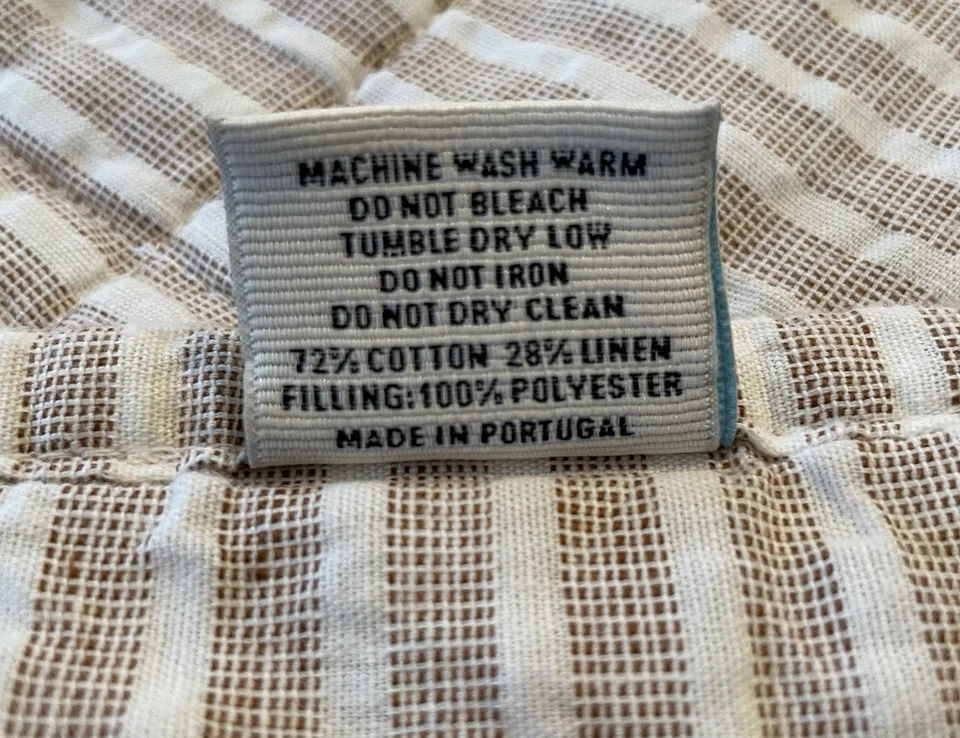 MACHINE WASH WARM
DO NOT BLEACH
TUMBLE DRY LOW
DO NOT IRON
DO NOT DRY CLEAN
72% COTTON 28% LINEN
FILLING:100% POLYESTER
MADE IN PORTUGAL